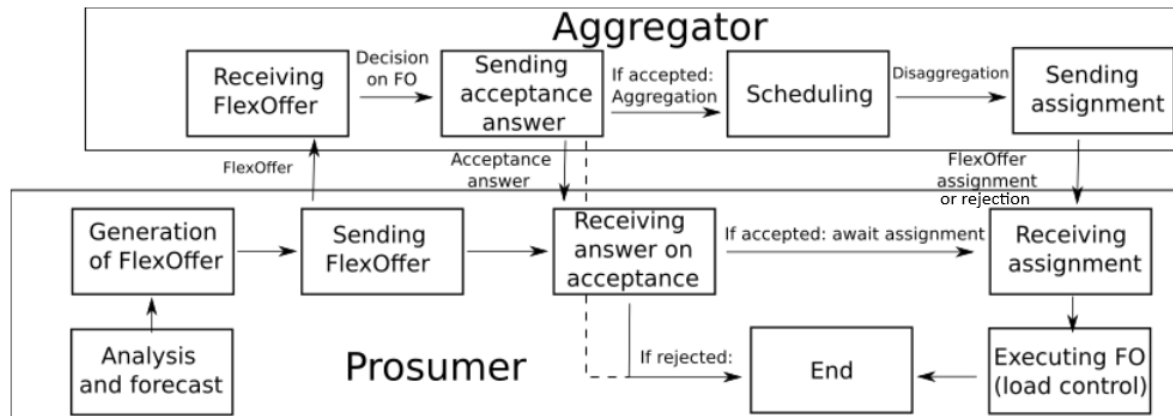 Aggregator
Receiving
FlexOffer
Decision
on FO
Sending
acceptance
answer
If accepted:
Aggregation
Scheduling
Disaggregation
Sending
assignment
FlexOffer
Acceptance
answer
FlexOffer
assignment
or rejection
Generation
of FlexOffer
Sending
FlexOffer
Receiving
answer on
acceptance
If accepted: await assignment
Receiving
assignment
Analysis
and forecast
Prosumer
If rejected:
End
Executing FO
(load control)